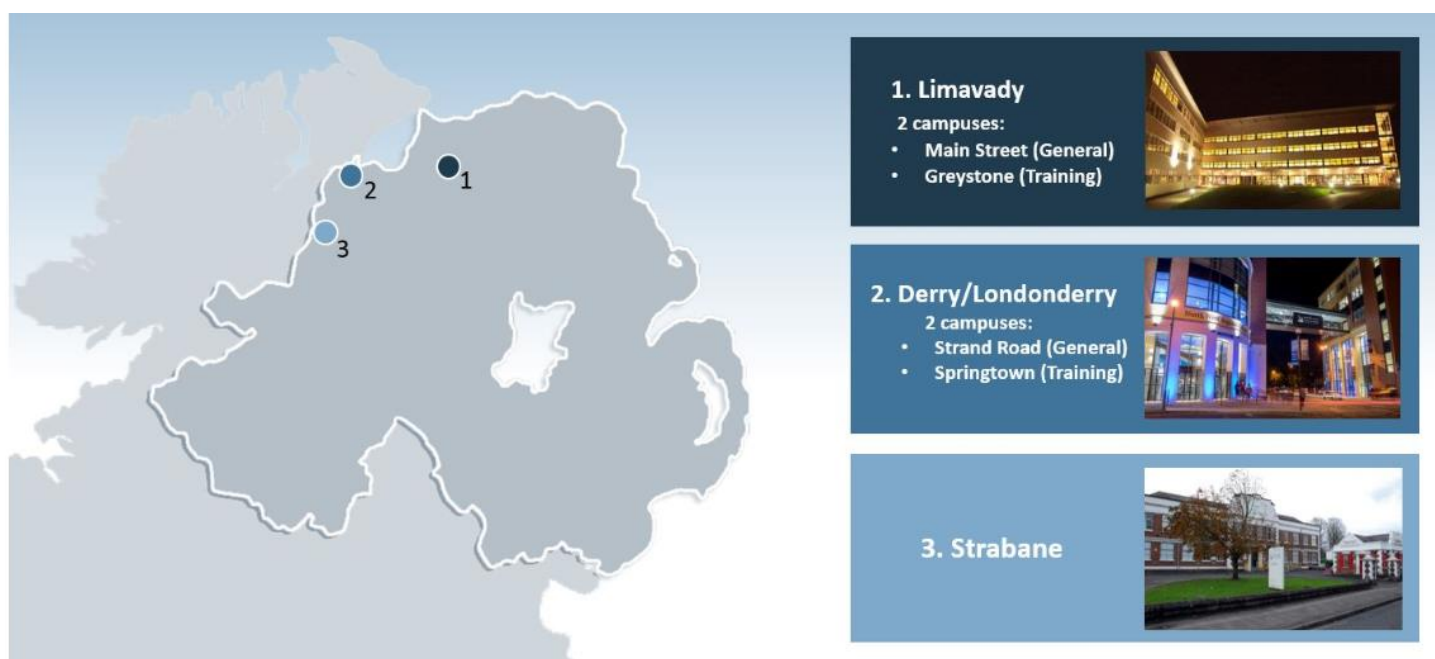 1
2
3
1. Limavady
2 campuses:
• Main Street (General)
• Greystone (Training)
2. Derry/Londonderry
2 campuses:
• Strand Road (General)
• Springtown (Training)
3. Strabane